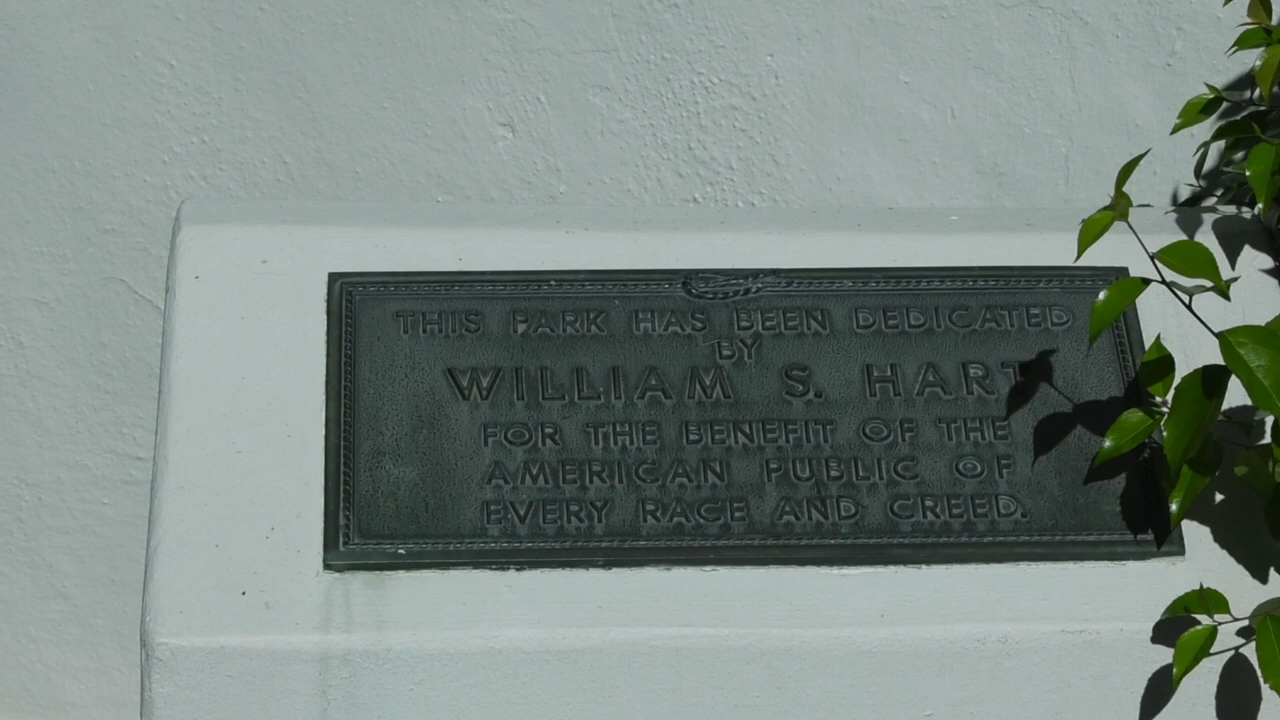 THIS PARK HAS BEEN DEDICATED
BY
WILLIAM S. HART
FOR THE BENEFIT OF THE
AMERICAN PUBLIC OF
EVERY RACE AND CREED.